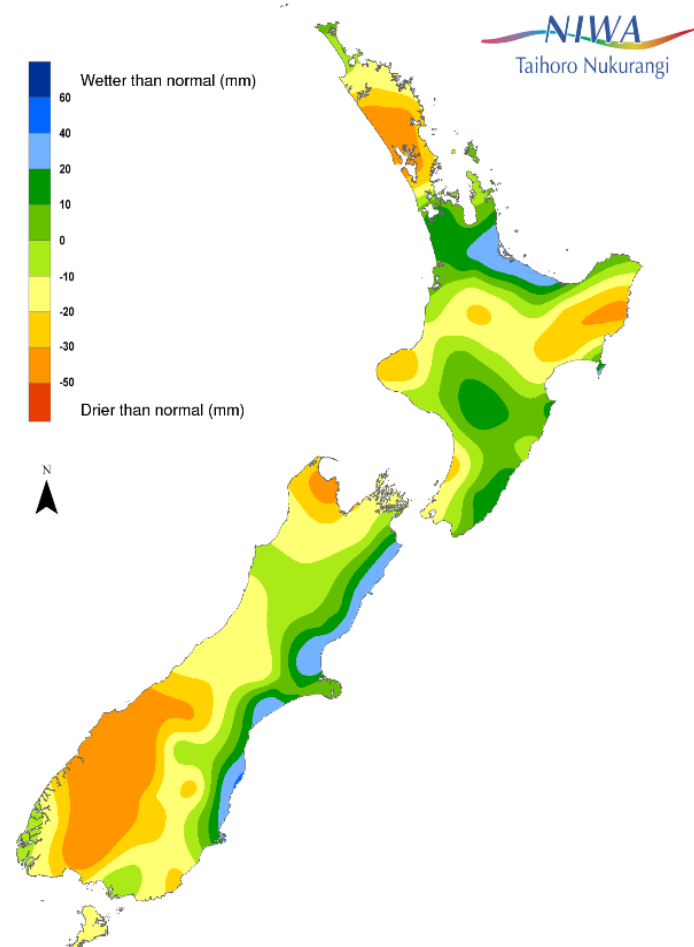 NIWA
Taihoro Nukurangi
Wetter than normal (mm)
60
40
20
10
0
-10
-20
-30
-50
Drier than normal (mm)
N